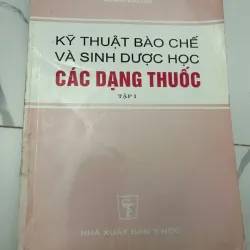 KỸ THUẬT BÀO CHẾ
VÀ SINH DƯỢC HỌC
CÁC DẠNG THUỐC
TẬP I
NHÀ XUẤT BẢN Y HỌC